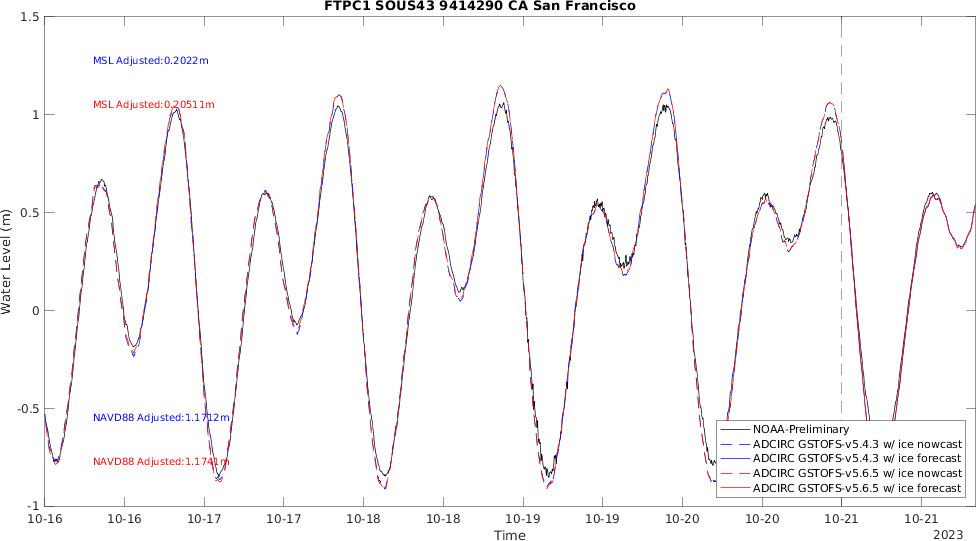 FTPC1 SOUS43 9414290 CA San Francisco
1.5
MSL Adjusted:0.2022m
MSL Adjusted:0.20511m
1
0.5
Water Level (m)
0
-0.5
NAVD88 Adjusted:1.1712m
NAVD88 Adjusted:1.1741m
NOAA-Preliminary
ADCIRC GSTOFS-v5.4.3 w/ ice nowcast
ADCIRC GSTOFS-v5.4.3 w/ ice forecast
ADCIRC GSTOFS-v5.6.5 w/ ice nowcast
ADCIRC GSTOFS-v5.6.5 w/ ice forecast
-1
10-16 10-16 10-17 10-17 10-18 10-18 10-19 10-19 10-20 10-20 10-21 10-21
Time
2023